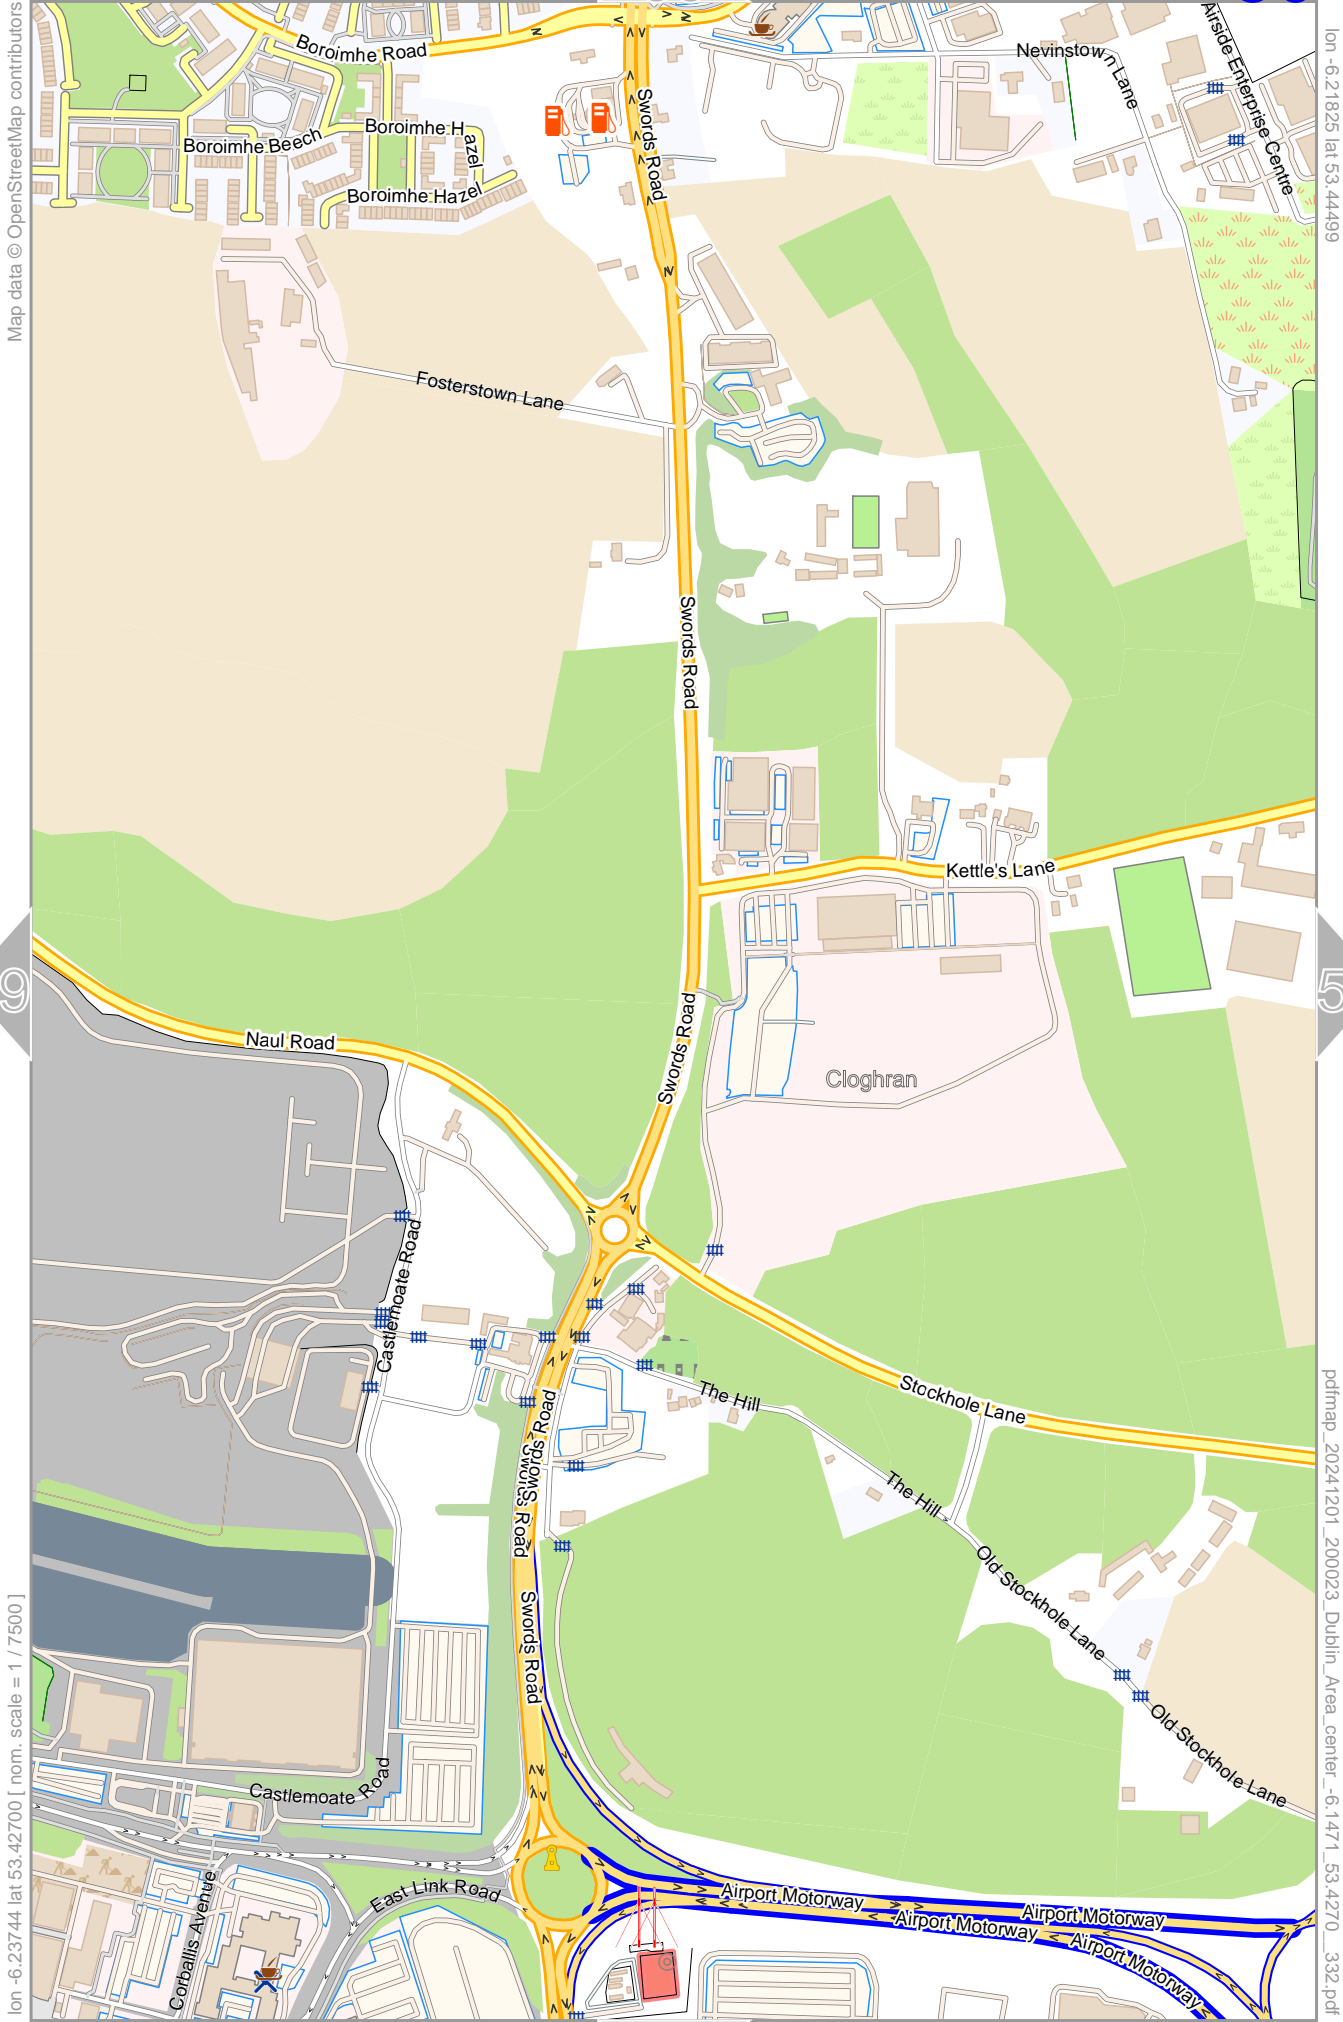 Map data © OpenStreetMap contributors
lon -6.21825 lat 53.44499
Boroimhe Road
Nevinstown Lane
Airside Enterprise Centre
Swords Road
Boroimhe Hazel
Boroimhe Beech
Boroimhe Hazel
Fosterstown Lane
Swords Road
Kettle's Lane
9
5
Swords Road
Naul Road
Cloghran
Castlemoate Road
The Hill
Stockhole Lane
Swords Road
Swords Road
The Hill
Old Stockhole Lane
Swords Road
Old Stockhole Lane
Castlemoate Road
East Link Road
Corballis Avenue
Airport Motorway
Airport Motorway
Airport Motorway
Airport Motorway
lon -6.23744 lat 53.42700 [ nom. scale = 1 / 7500 ]
pdfmap_20241201_200023_Dublin_Area_center_-6.1471_53.4270__332.pdf